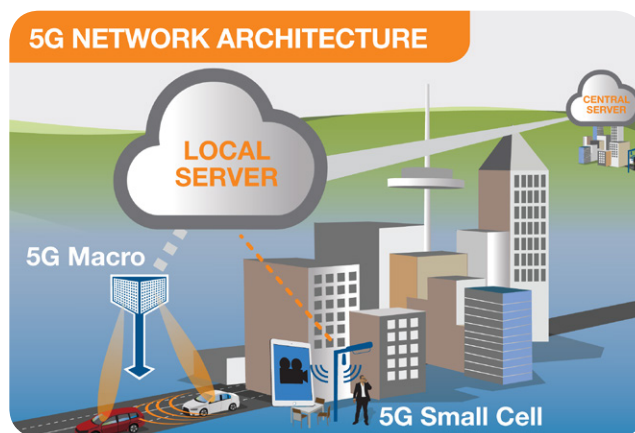 5G NETWORK ARCHITECTURE
CENTRAL
SERVER
LOCAL
SERVER
5G Macro
5G Small Cell